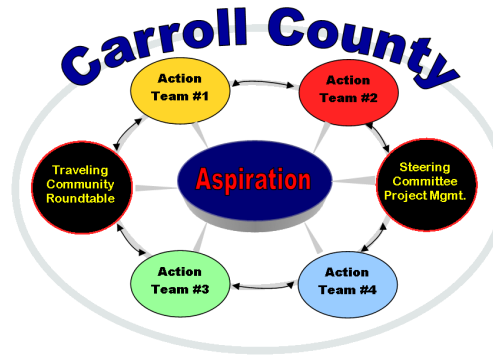 Carroll County
Action
Team #1
Action
Team #2
Traveling
Community
Roundtable
Aspiration
Steering
Committee
Project Mgmt.
Action
Team #3
Action
Team #4